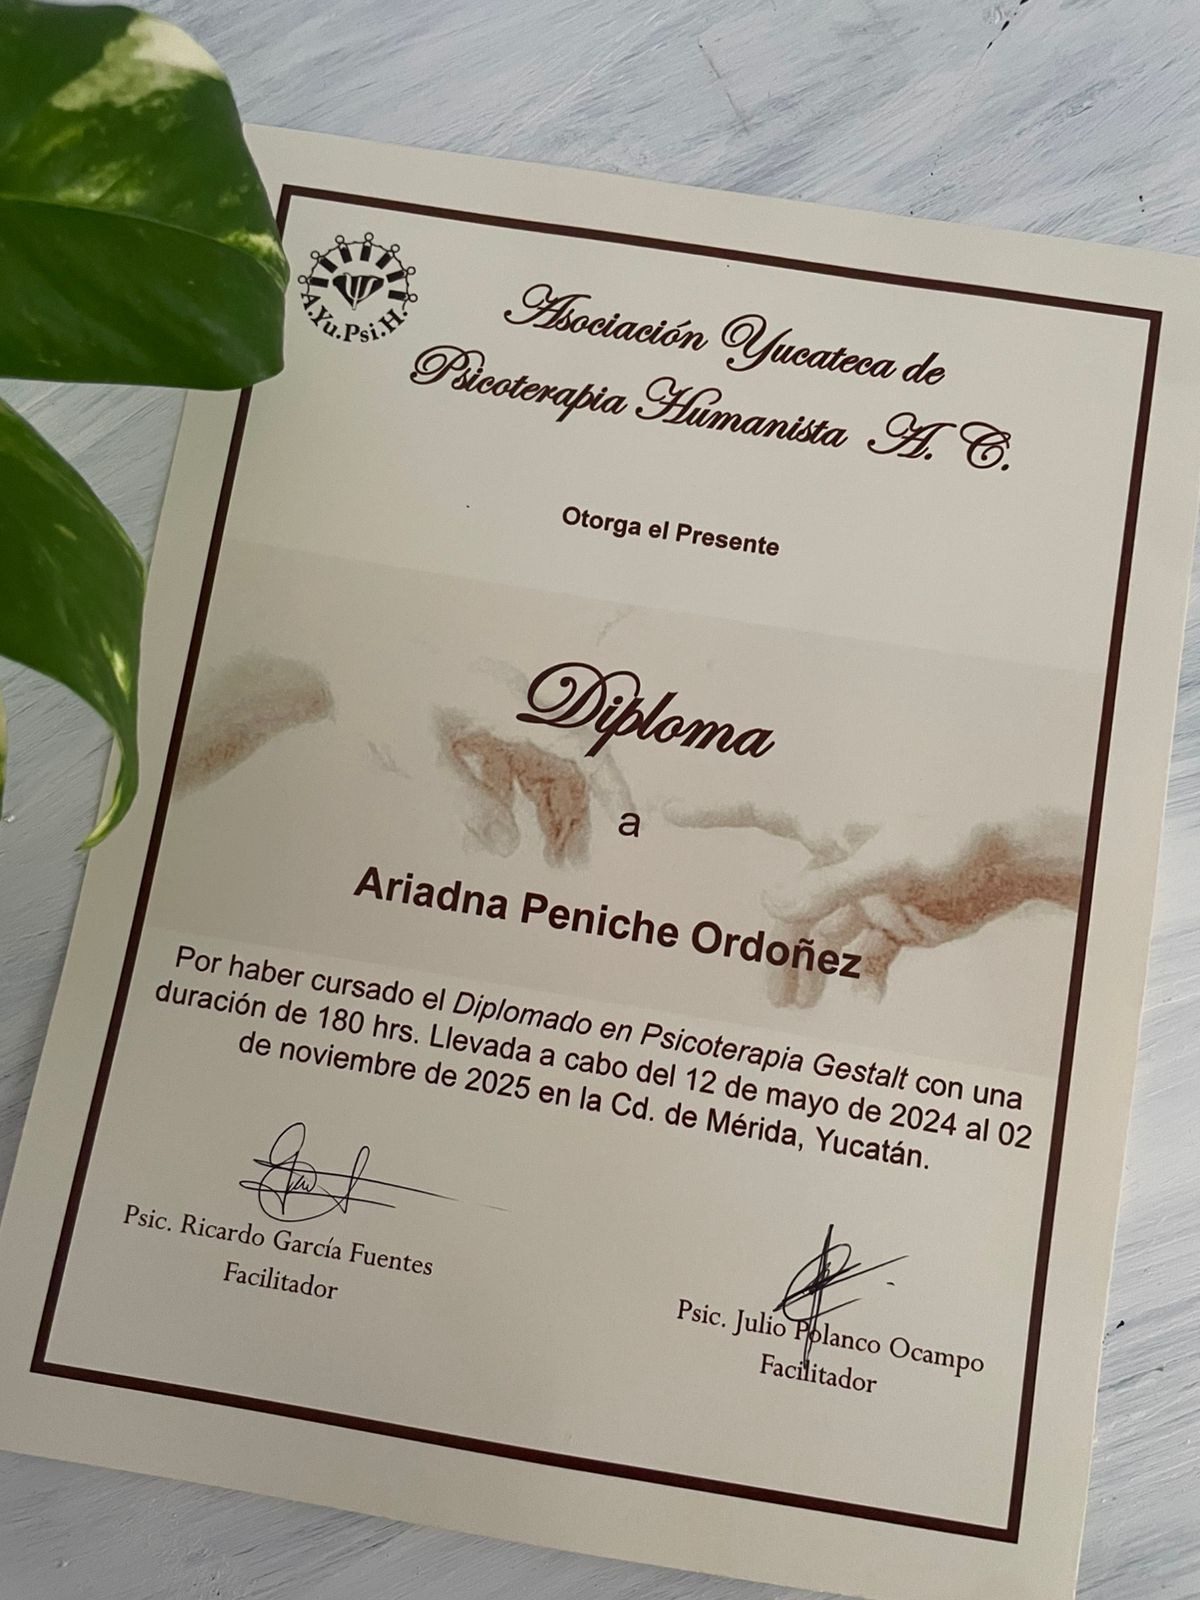 A.Yu.Psi.H.
Asociación Yucateca de
Psicoterapia Humanista A. C.
Otorga el Presente
Diploma
a
Ariadna Peniche Ordoñez
Por haber cursado el Diplomado en Psicoterapia Gestalt con una
duración de 180 hrs. Llevada a cabo del 12 de mayo de 2024 al 02
de noviembre de 2025 en la Cd. de Mérida, Yucatán.
Psic. Ricardo García Fuentes
Facilitador
Psic. Julio Polanco Ocampo
Facilitador